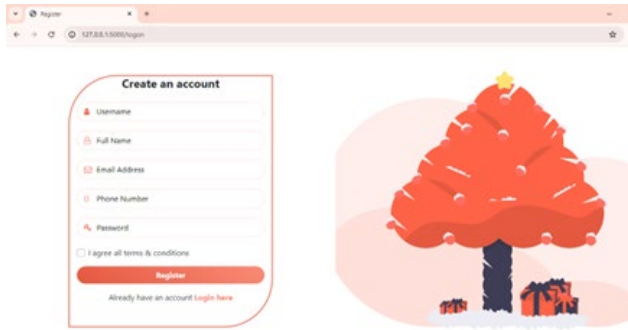 Register
127.0.0.1:5000/logon
Create an account
Username
Full Name
Email Address
Phone Number
Password
I agree all terms & conditions
Register
Already have an account Login here